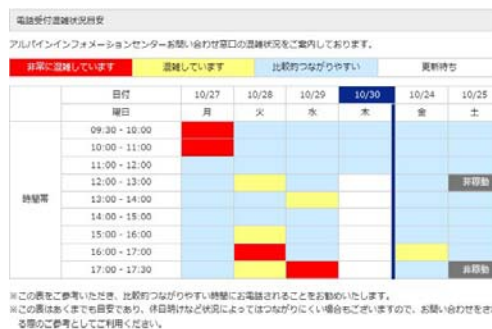 電話受付混雑状況目安
アルパインインフォメーションセンターお問い合わせ窓口の混雑状況をご案内しております。
非常に混雑しています 混雑しています 比較的つながりやすい 更新待ち
日付 10/27 10/28 10/29 10/30 10/24 10/25
曜日 月 火 水 木 金 土
時間帯
09:30 - 10:00
10:00 - 11:00
11:00 - 12:00
12:00 - 13:00 非稼動
13:00 - 14:00
14:00 - 15:00
15:00 - 16:00
16:00 - 17:00
17:00 - 17:30 非稼動
※この表をご参考いただき、比較的つながりやすい時間にお電話されることをお勧めいたします。
※この表はあくまでも目安であり、休日明けなど状況によってはつながりにくい場合もございますので、お問い合わせをさ
る際のご参考としてご利用ください。